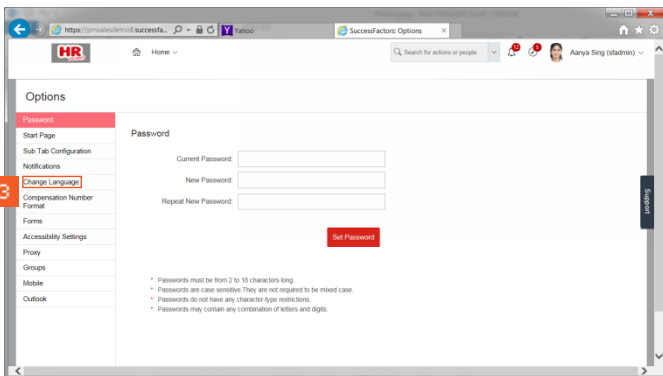 https://pmsalesdemo8.successfa...
Yahoo
SuccessFactors: Options
HR
Home
Search for actions or people
Aanya Sing (sfadmin)
Options
Password
Start Page
Sub Tab Configuration
Notifications
Change Language
3
Compensation Number
Format
Forms
Accessibility Settings
Proxy
Groups
Mobile
Outlook
Password
Current Password:
New Password:
Repeat New Password:
Set Password
* Passwords must be from 2 to 18 characters long.
* Passwords are case sensitive. They are not required to be mixed case.
* Passwords do not have any character-type restrictions.
* Passwords may contain any combination of letters and digits.
Support